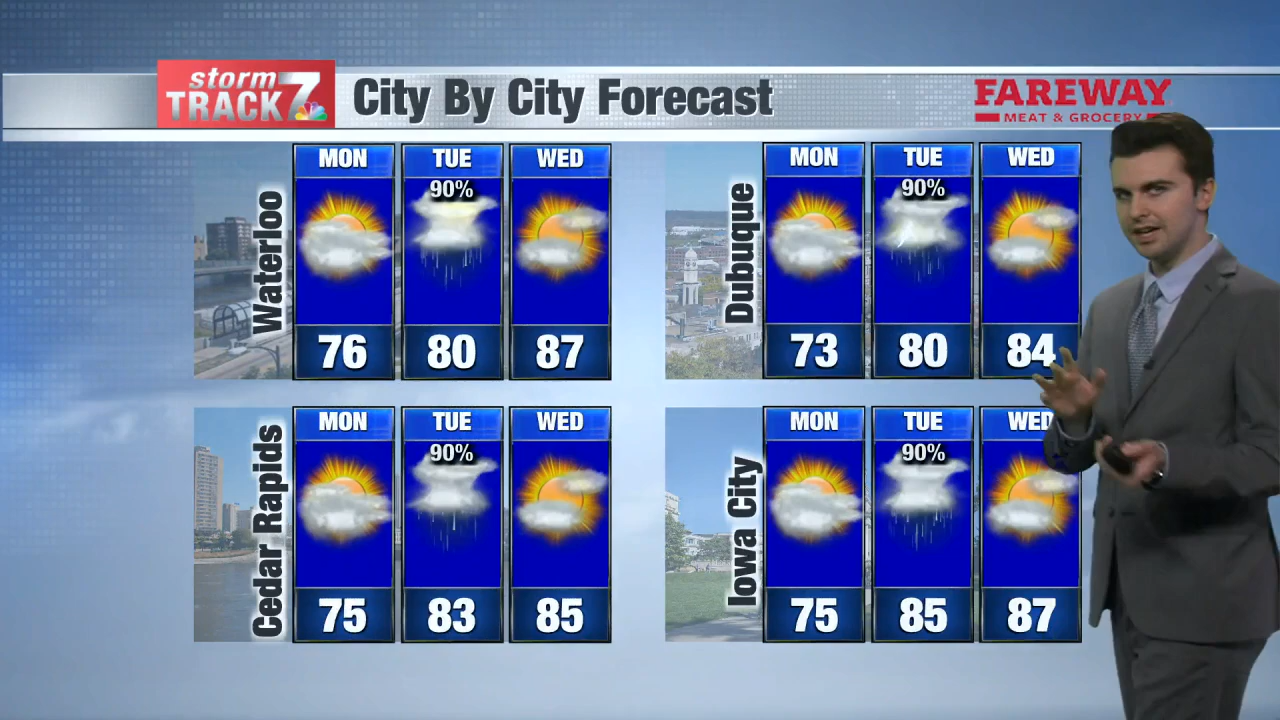 storm
TRACK 7
City By City Forecast
FAREWAY
MEAT & GROCERY
Waterloo
MON TUE WED
90%
76 80 87
Dubuque
MON TUE WED
90%
73 80 84
Cedar Rapids
MON TUE WED
90%
75 83 85
Iowa City
MON TUE WED
90%
75 85 87